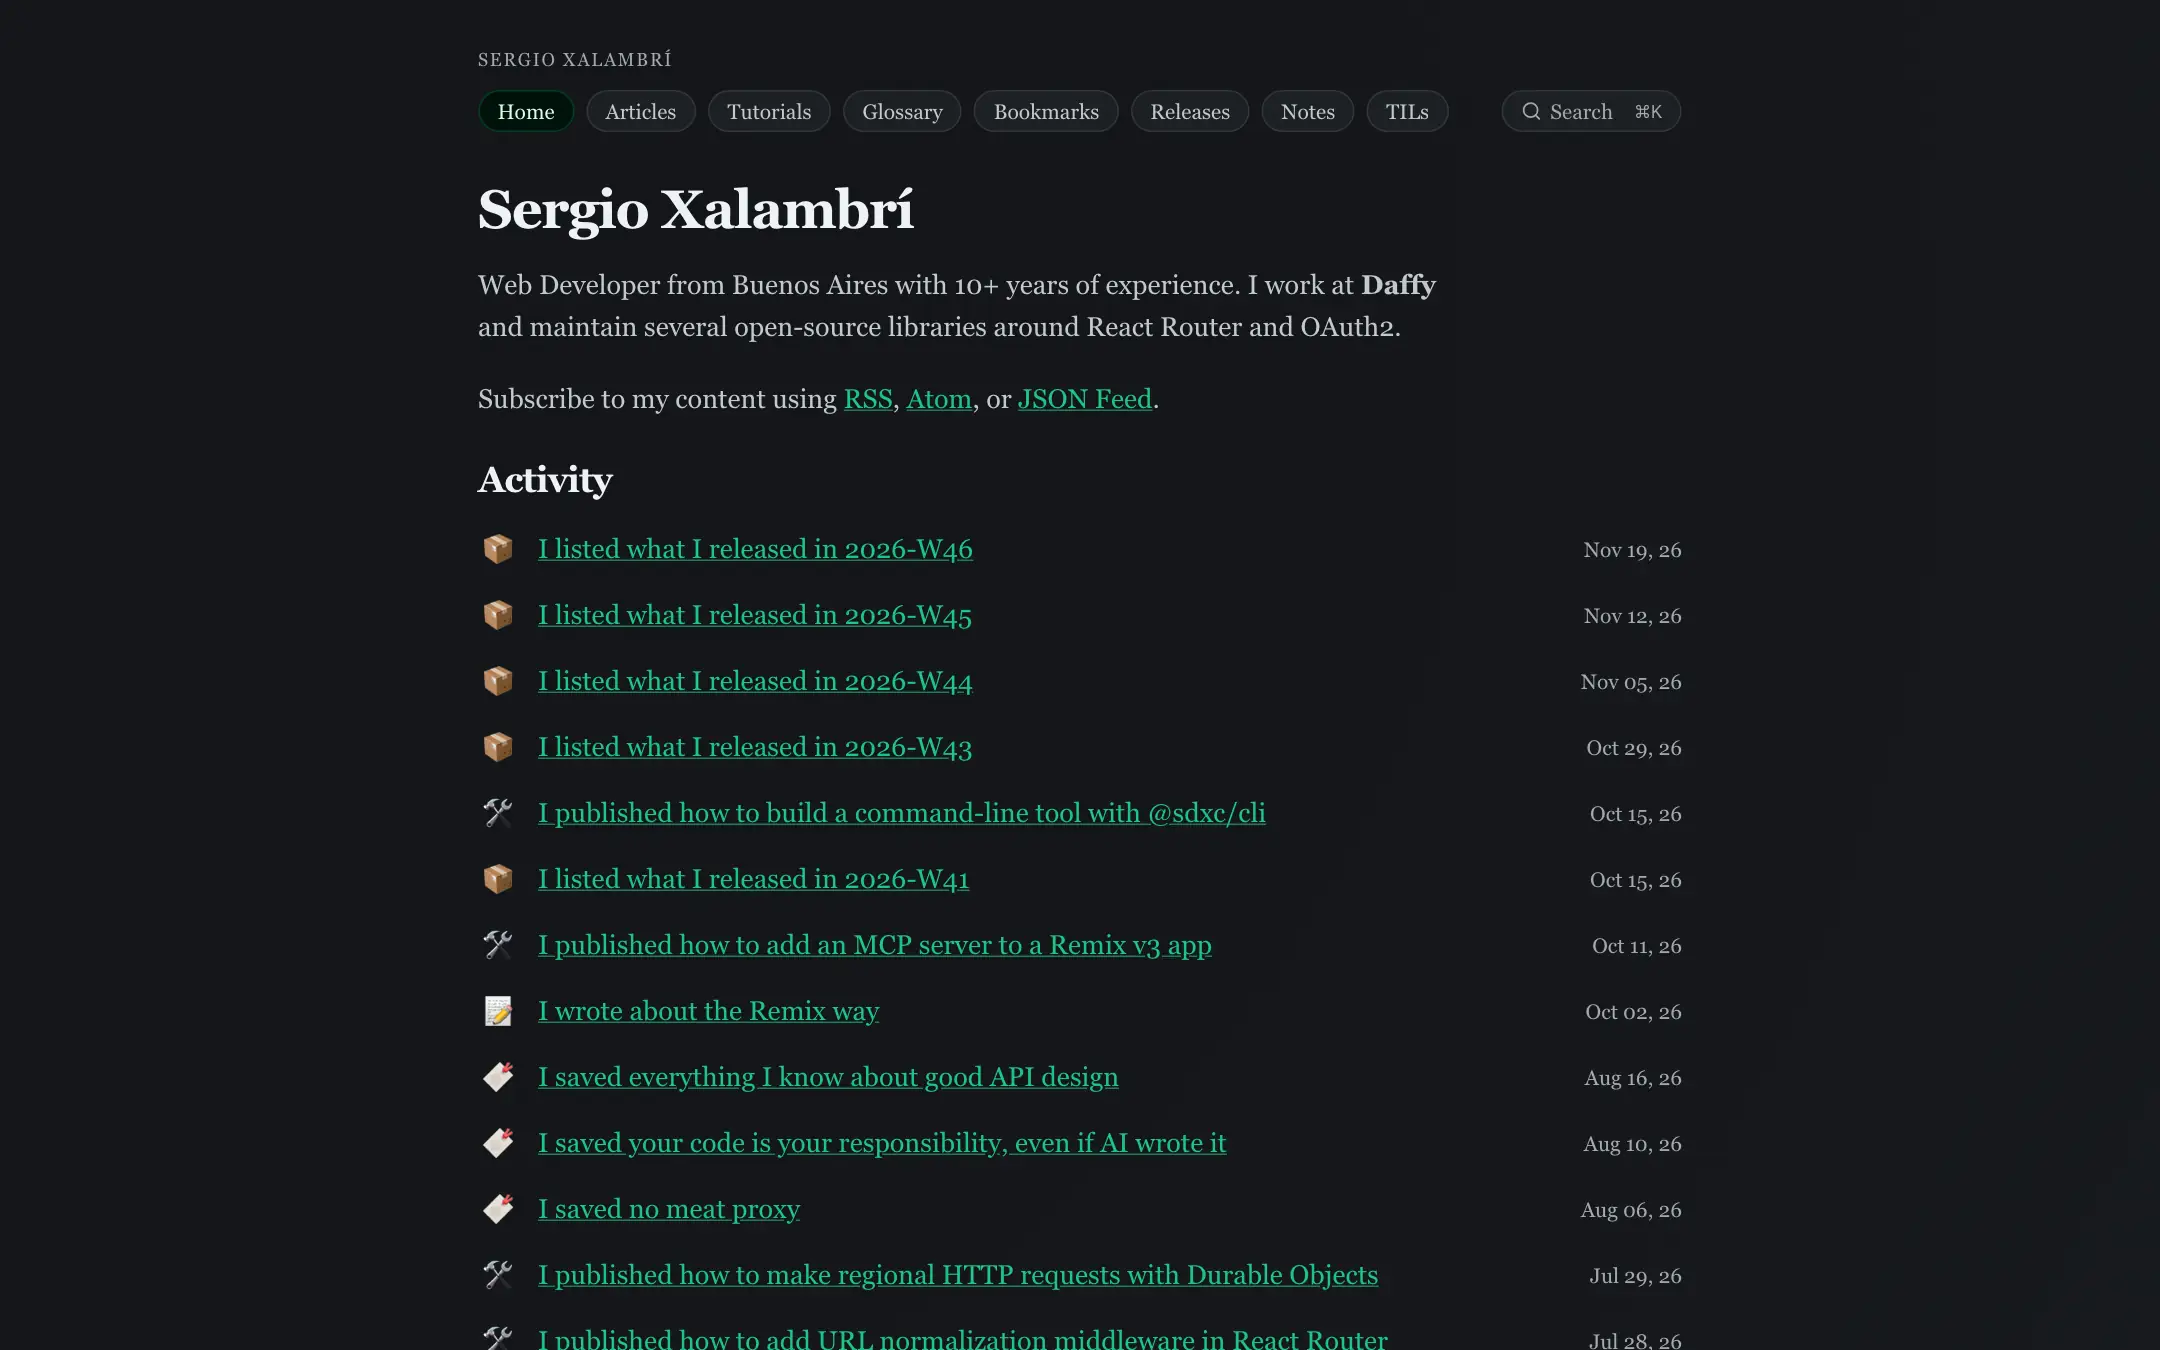 SERGIO XALAMBRÍ
Home Articles Tutorials Glossary Bookmarks Releases Notes TILs Search ⌘K
Sergio Xalambrí
Web Developer from Buenos Aires with 10+ years of experience. I work at Daffy
and maintain several open-source libraries around React Router and OAuth2.
Subscribe to my content using RSS, Atom, or JSON Feed.
Activity
I listed what I released in 2026-W46 Nov 19, 26
I listed what I released in 2026-W45 Nov 12, 26
I listed what I released in 2026-W44 Nov 05, 26
I listed what I released in 2026-W43 Oct 29, 26
I published how to build a command-line tool with @sdxc/cli Oct 15, 26
I listed what I released in 2026-W41 Oct 15, 26
I published how to add an MCP server to a Remix v3 app Oct 11, 26
I wrote about the Remix way Oct 02, 26
I saved everything I know about good API design Aug 16, 26
I saved your code is your responsibility, even if AI wrote it Aug 10, 26
I saved no meat proxy Aug 06, 26
I published how to make regional HTTP requests with Durable Objects Jul 29, 26
I published how to add URL normalization middleware in React Router Jul 28, 26